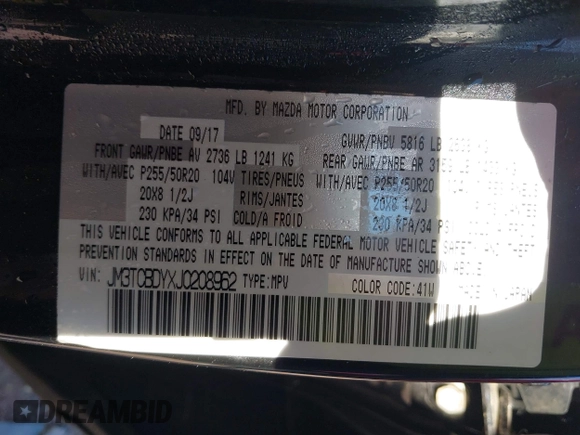 MFD. BY MAZDA MOTOR CORPORATION
DATE 09/17 GVWR/PNBV 5816 LB
FRONT GAWR/PNBE AV 2736 LB 1241 KG REAR GAWR/PNBE AR
WITH/AVEC P255/50R20 104V TIRES/PNEUS WITH/AVEC P255/50R20
20X8 1/2J RIMS/JANTES 20X8 1/2J
230 KPA/34 PSI COLD/A FROID 230 KPA/34 PSI
THIS VEHICLE CONFORMS TO ALL APPLICABLE FEDERAL MOTOR VEHICLE SAFETY AND THEFT
PREVENTION STANDARDS IN EFFECT ON THE DATE OF MANUFACTURE SHOWN ABOVE.
VIN: JM3TCBDYXJ0208962 TYPE:MPV COLOR CODE:41W JAPAN
DREAMBID